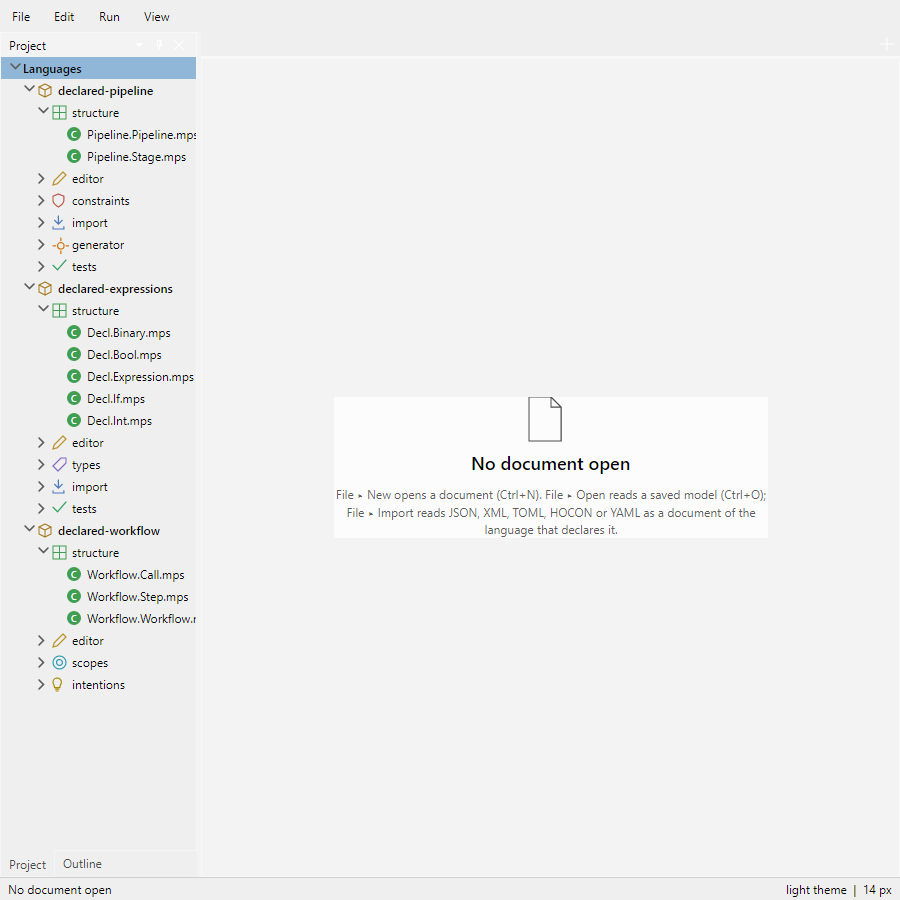 File Edit Run View
Project
Languages
declared-pipeline
structure
C Pipeline.Pipeline.mps
C Pipeline.Stage.mps
editor
constraints
import
generator
tests
declared-expressions
structure
C Decl.Binary.mps
C Decl.Bool.mps
C Decl.Expression.mps
C Decl.If.mps
C Decl.Int.mps
editor
types
import
tests
declared-workflow
structure
C Workflow.Call.mps
C Workflow.Step.mps
C Workflow.Workflow.
editor
scopes
intentions
No document open
File ▸ New opens a document (Ctrl+N). File ▸ Open reads a saved model (Ctrl+O);
File ▸ Import reads JSON, XML, TOML, HOCON or YAML as a document of the
language that declares it.
Project Outline
No document open
light theme | 14 px